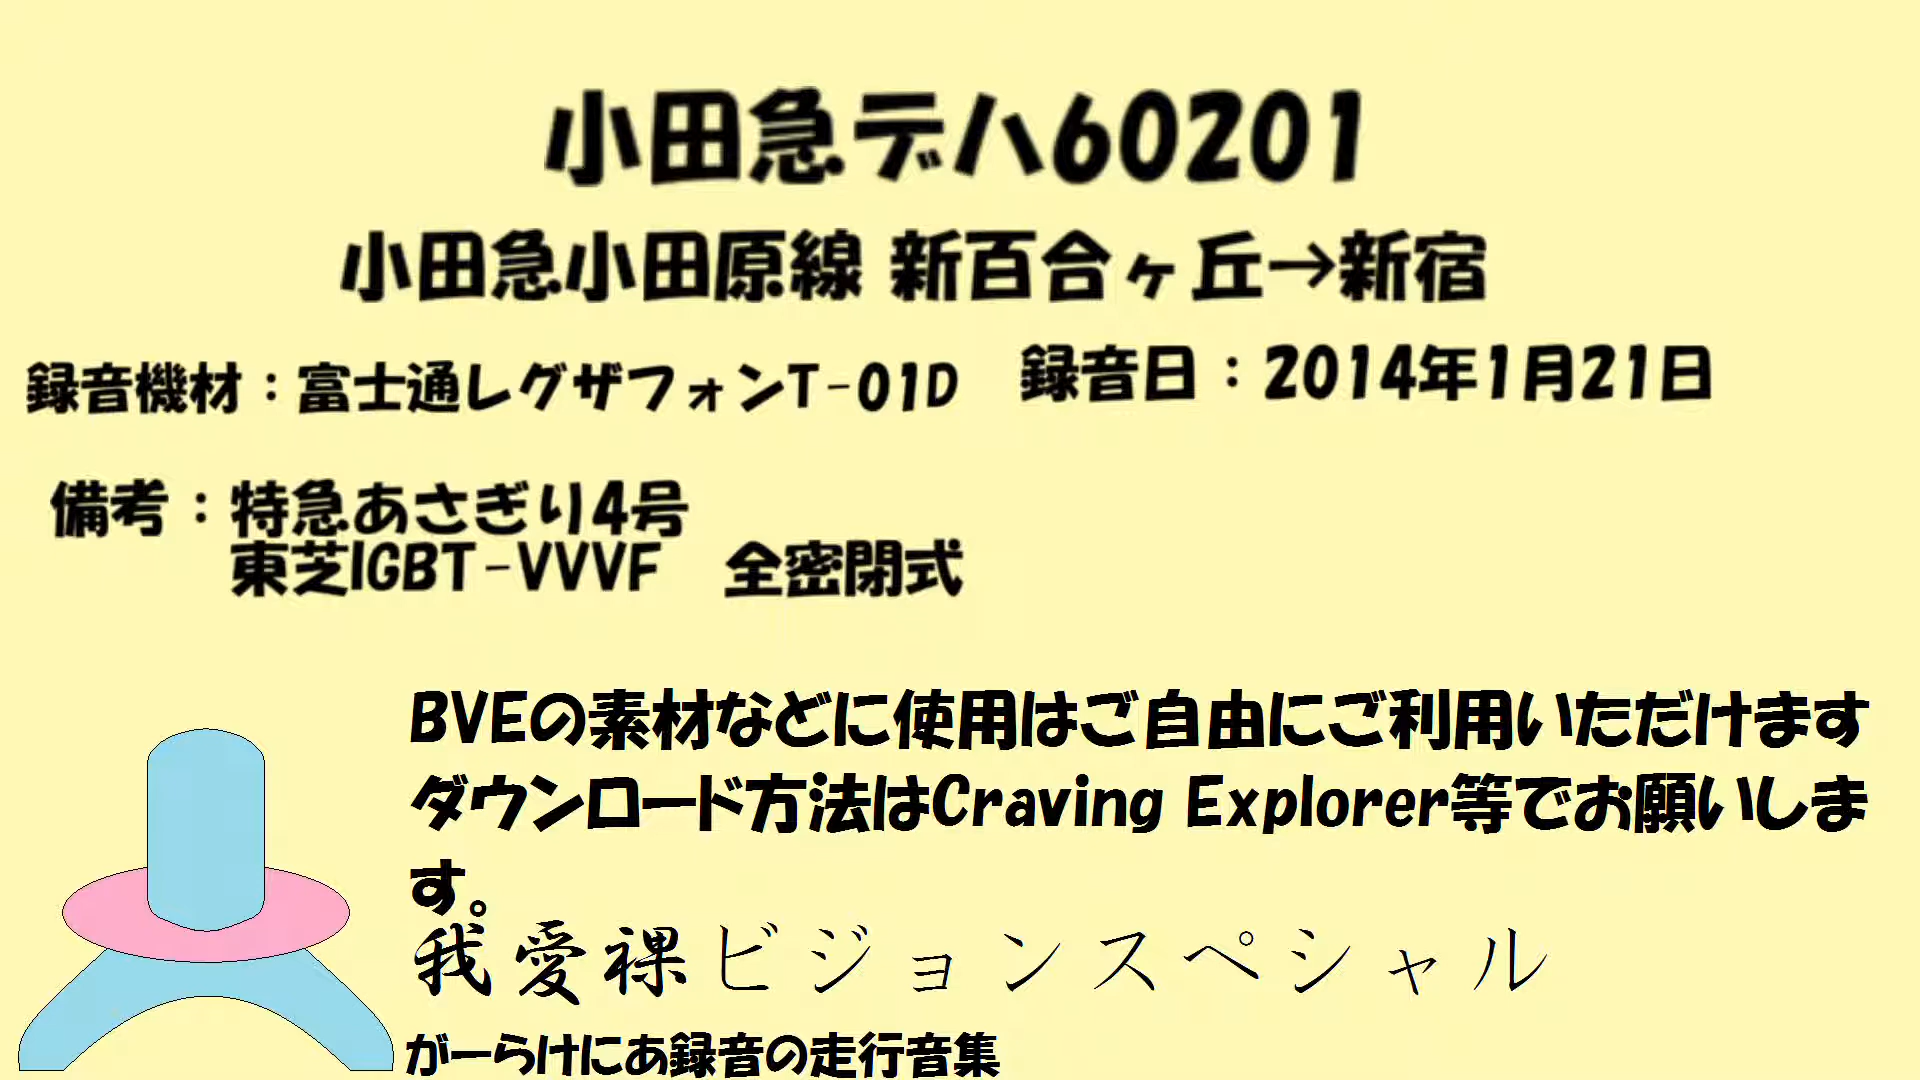 小田急デハ60201
小田急小田原線 新百合ヶ丘→新宿
録音機材：富士通レグザフォンT-01D　録音日：2014年1月21日
備考：特急あさぎり4号
東芝IGBT-VVVF　全密閉式
BVEの素材などに使用はご自由にご利用いただけます
ダウンロード方法はCraving Explorer等でお願いしま
す。
我愛裸ビジョンスペシャル
がーらけにあ録音の走行音集